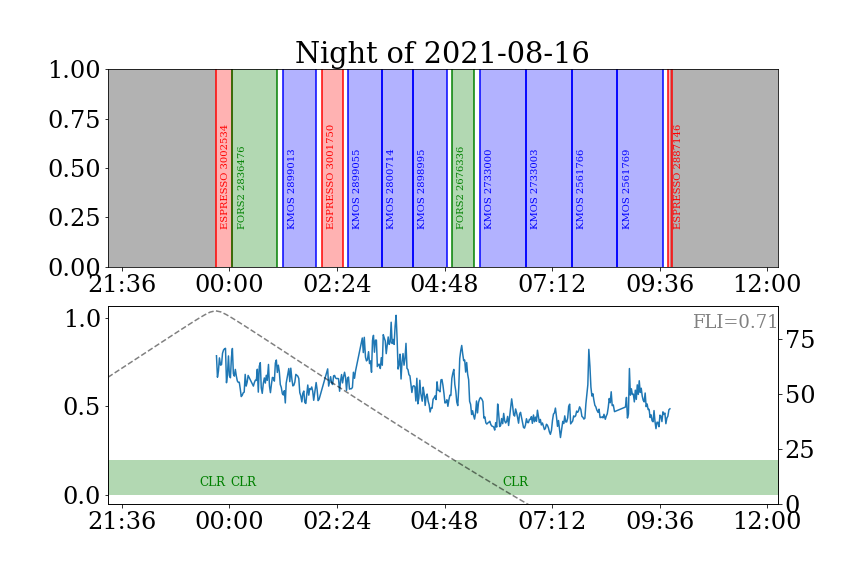 Night of 2021-08-16
1.00
0.75
0.50
0.25
0.00
ESPRESSO 3002534
FORS2 2836476
KMOS 2899013
ESPRESSO 3001750
KMOS 2899055
KMOS 2800714
KMOS 2898995
FORS2 2676336
KMOS 2733000
KMOS 2733003
KMOS 2561766
KMOS 2561769
ESPRESSO 2887146
21:36 00:00 02:24 04:48 07:12 09:36 12:00
1.0
0.5
0.0
FLI=0.71
75
50
25
0
CLR CLR CLR
21:36 00:00 02:24 04:48 07:12 09:36 12:00